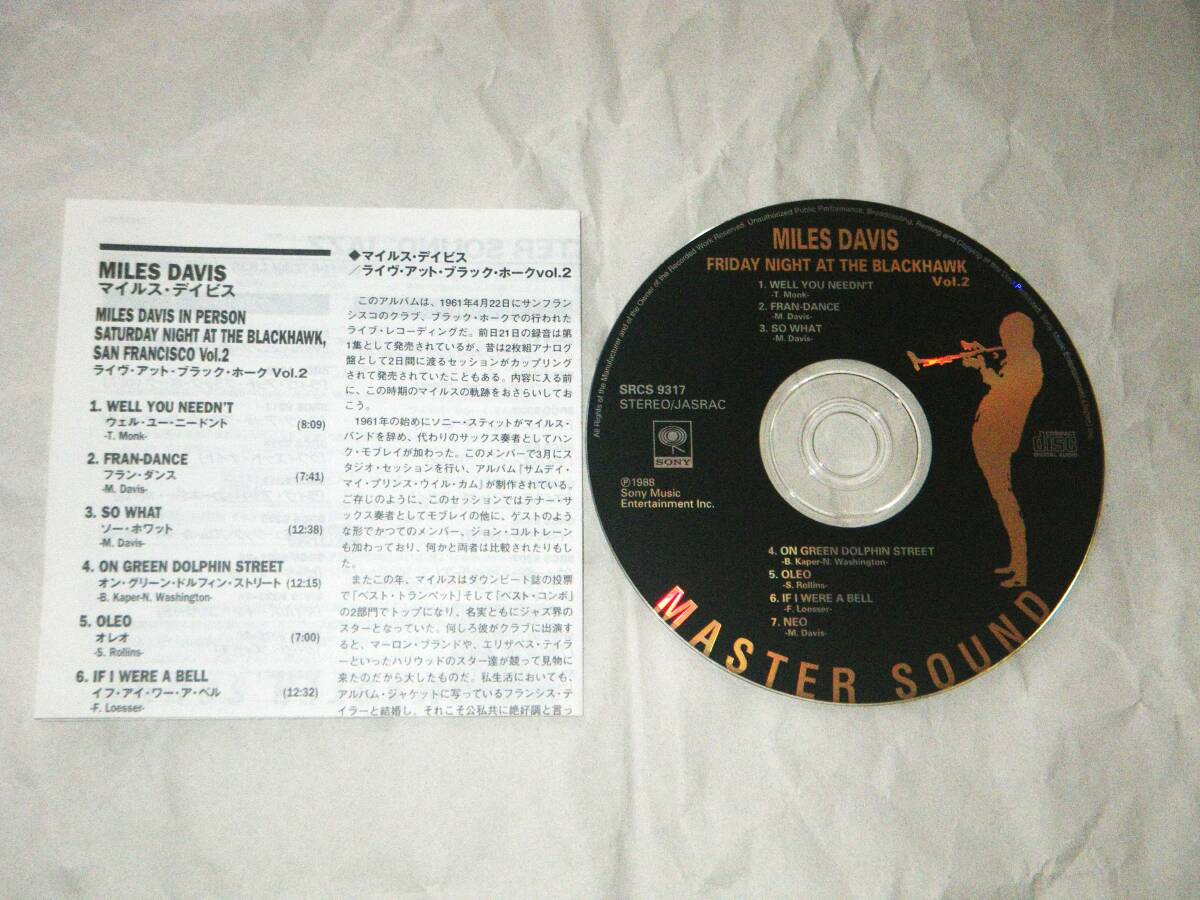 MILES DAVIS
マイルス・デイビス
MILES DAVIS IN PERSON
SATURDAY NIGHT AT THE BLACKHAWK,
SAN FRANCISCO Vol.2
ライヴ・アット・ブラック・ホーク Vol.2
1. WELL YOU NEEDN'T
ウェル・ユー・ニードント (8:09)
-T. Monk-
2. FRAN-DANCE
フラン・ダンス (7:41)
-M. Davis-
3. SO WHAT
ソー・ホワット (12:38)
-M. Davis-
4. ON GREEN DOLPHIN STREET
オン・グリーン・ドルフィン・ストリート (12:15)
-B. Kaper-N. Washington-
5. OLEO
オレオ (7:00)
-S. Rollins-
6. IF I WERE A BELL
イフ・アイ・ワー・ア・ベル (12:32)
-F. Loesser-
◆マイルス・デイビス
／ライヴ・アット・ブラック・ホークvol.2
このアルバムは、1961年4月22日にサンフラン
シスコのクラブ、ブラック・ホークでの行われた
ライブ・レコーディングだ。前日21日の録音は第
1集として発売されているが、昔は2枚組アナログ
盤として2日間に渡るセッションがカップリング
されて発売されていたこともある。内容に入る前
に、この時期のマイルスの軌跡をおさらいしてお
こう。
1961年の始めにソニー・スティットがマイルス・
バンドを辞め、代わりのサックス奏者としてハン
ク・モブレイが加わった。このメンバーで3月にス
タジオ・セッションを行い、アルバム「サムデイ・
マイ・プリンス・ウィル・カム」が制作されている。
ご存じのように、このセッションではテナー・サ
ックス奏者としてモブレイの他に、ゲストのよう
な形でかつてのメンバー、ジョン・コルトレーン
も加わっており、何かと両者は比較されたりもし
た。
またこの年、マイルスはダウンビート誌の投票
で「ベスト・トランペット」そして「ベスト・コンボ」
の2部門でトップになり、名実ともにジャズ界の
スターとなっていた。何しろ彼がクラブに出演す
ると、マーロン・ブランドや、エリザベス・テイラ
ーといったハリウッドのスター達が競って見物に
来たのだから大したものだ。私生活においても、
アルバム・ジャケットに写っているフランシス・テ
イラーと結婚し、それこそ公私共に絶好調と言っ
MILES DAVIS
FRIDAY NIGHT AT THE BLACKHAWK
Vol.2
1. WELL YOU NEEDN'T
-T. Monk-
2. FRAN-DANCE
-M. Davis-
3. SO WHAT
-M. Davis-
SRCS 9317
STEREO/JASRAC
SONY
℗1988
Sony Music
Entertainment Inc.
COMPACT
disc
DIGITAL AUDIO
4. ON GREEN DOLPHIN STREET
-B. Kaper-N. Washington-
5. OLEO
-S. Rollins-
6. IF I WERE A BELL
-F. Loesser-
7. NEO
-M. Davis-
MASTER SOUND
All Rights of the Manufacturer and of the Owner of the Recorded Work Reserved. Unauthorized Public Performance, Broadcasting, Renting and Copying of